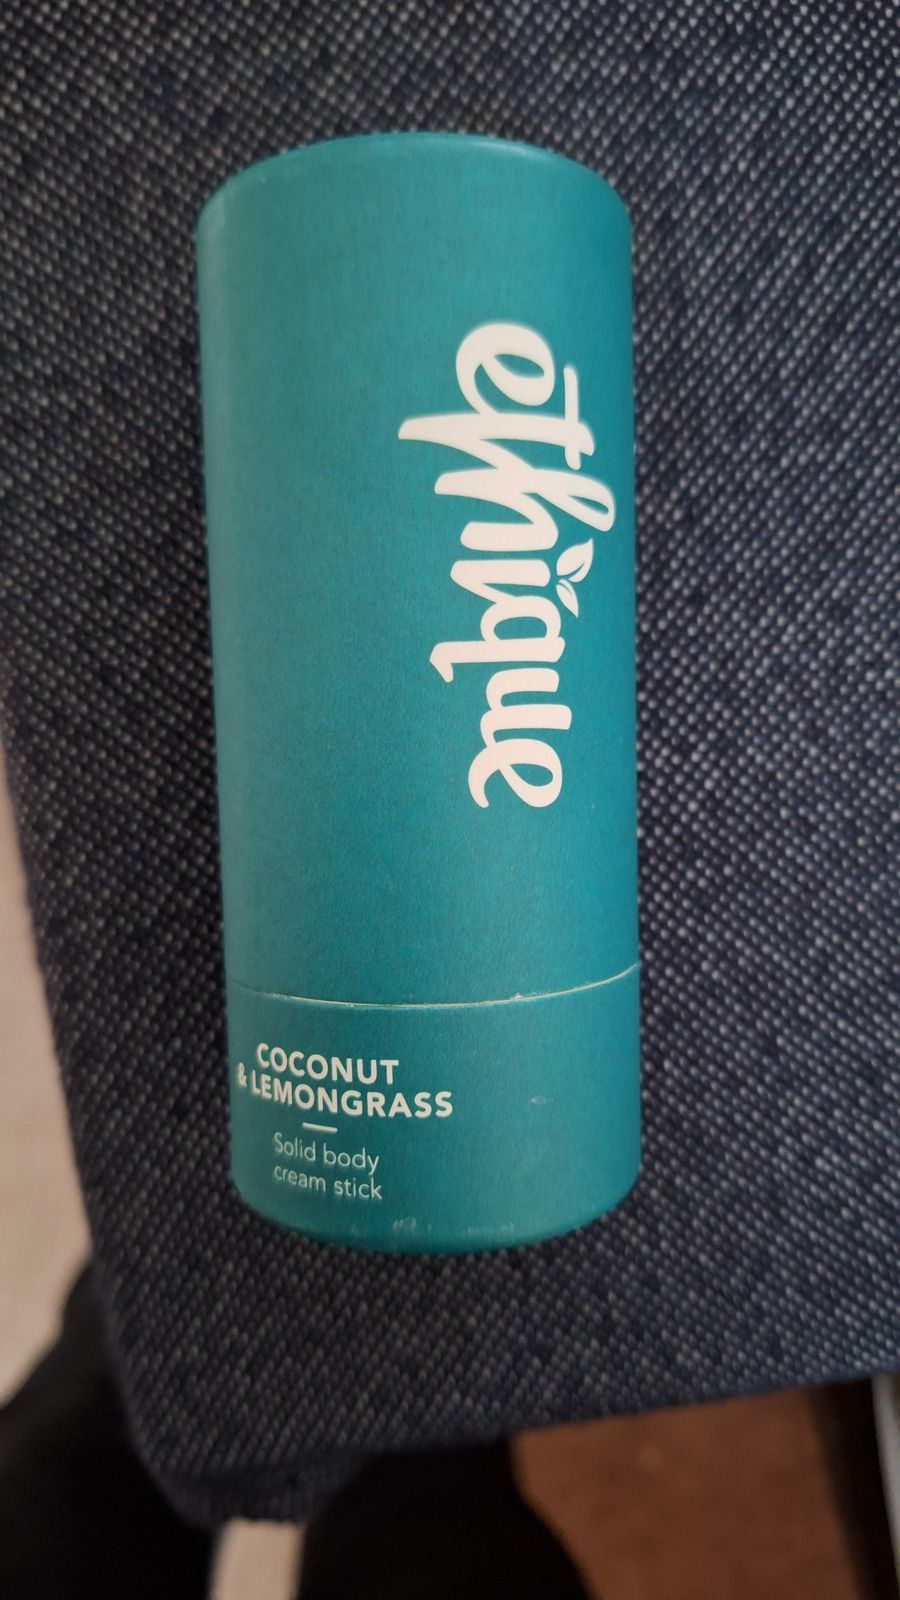 ethique
COCONUT
& LEMONGRASS
Solid body
cream stick